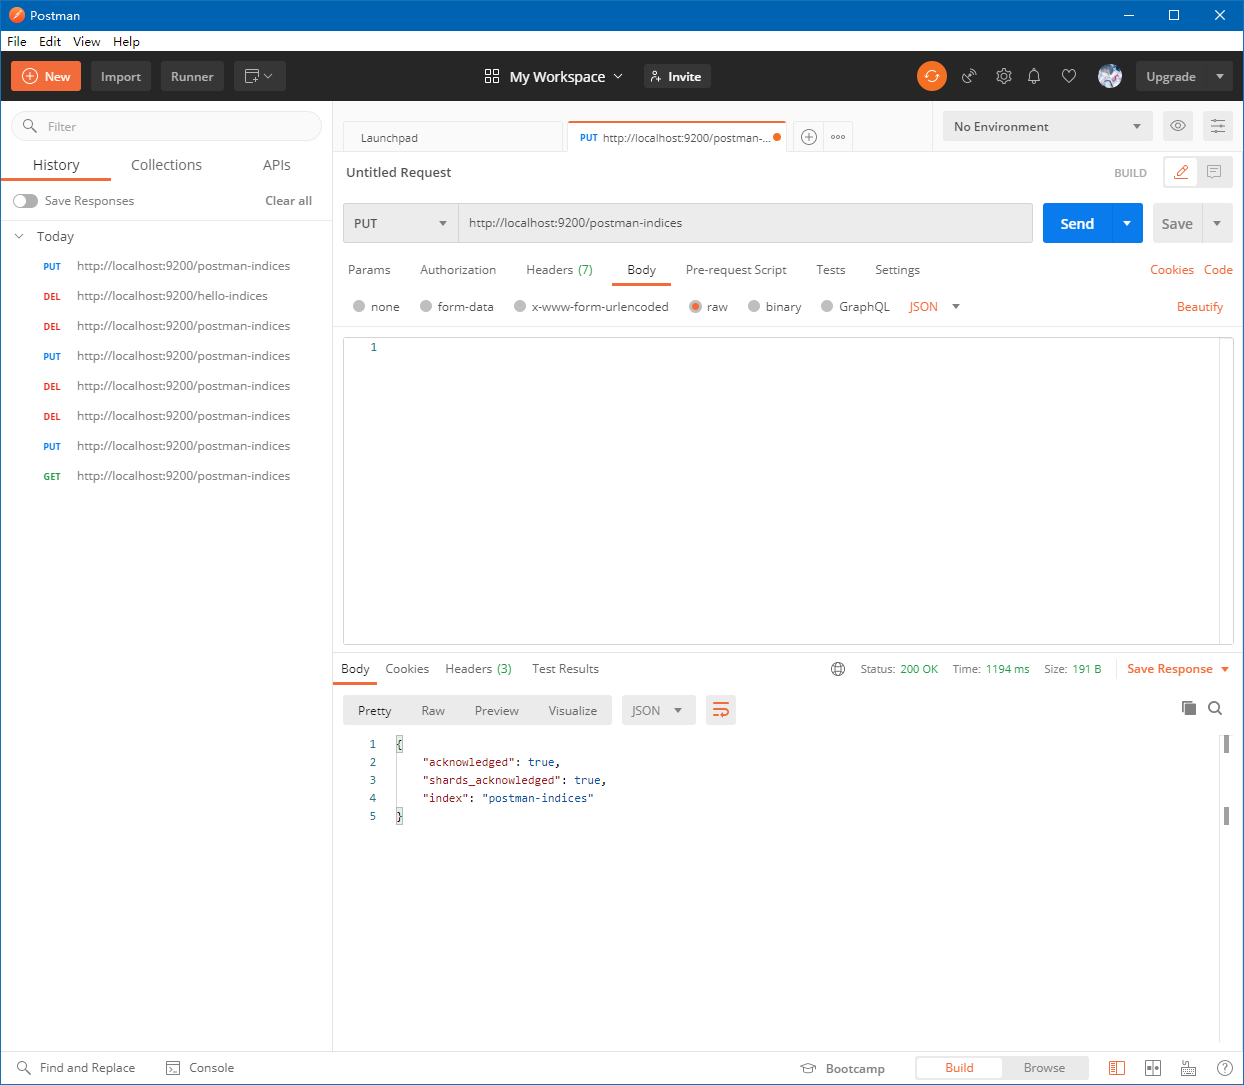 Postman
File Edit View Help
New Import Runner My Workspace Invite Upgrade
Filter
History Collections APIs
Save Responses Clear all
Today
PUT http://localhost:9200/postman-indices
DEL http://localhost:9200/hello-indices
DEL http://localhost:9200/postman-indices
PUT http://localhost:9200/postman-indices
DEL http://localhost:9200/postman-indices
DEL http://localhost:9200/postman-indices
PUT http://localhost:9200/postman-indices
GET http://localhost:9200/postman-indices
Launchpad PUT http://localhost:9200/postman-... No Environment
Untitled Request BUILD
PUT http://localhost:9200/postman-indices Send Save
Params Authorization Headers (7) Body Pre-request Script Tests Settings Cookies Code
none form-data x-www-form-urlencoded raw binary GraphQL JSON Beautify
1
Body Cookies Headers (3) Test Results Status: 200 OK Time: 1194 ms Size: 191 B Save Response
Pretty Raw Preview Visualize JSON
1 {
2 "acknowledged": true,
3 "shards_acknowledged": true,
4 "index": "postman-indices"
5 }
Find and Replace Console Bootcamp Build Browse